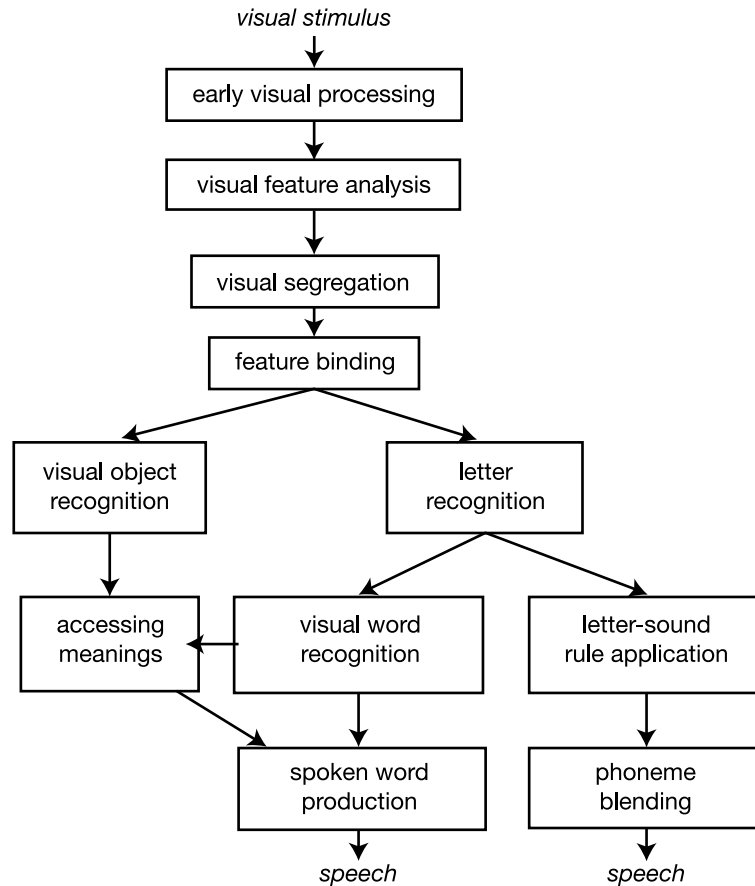 visual stimulus
early visual processing
visual feature analysis
visual segregation
feature binding
visual object
recognition
letter
recognition
accessing
meanings
visual word
recognition
letter-sound
rule application
spoken word
production
phoneme
blending
speech
speech